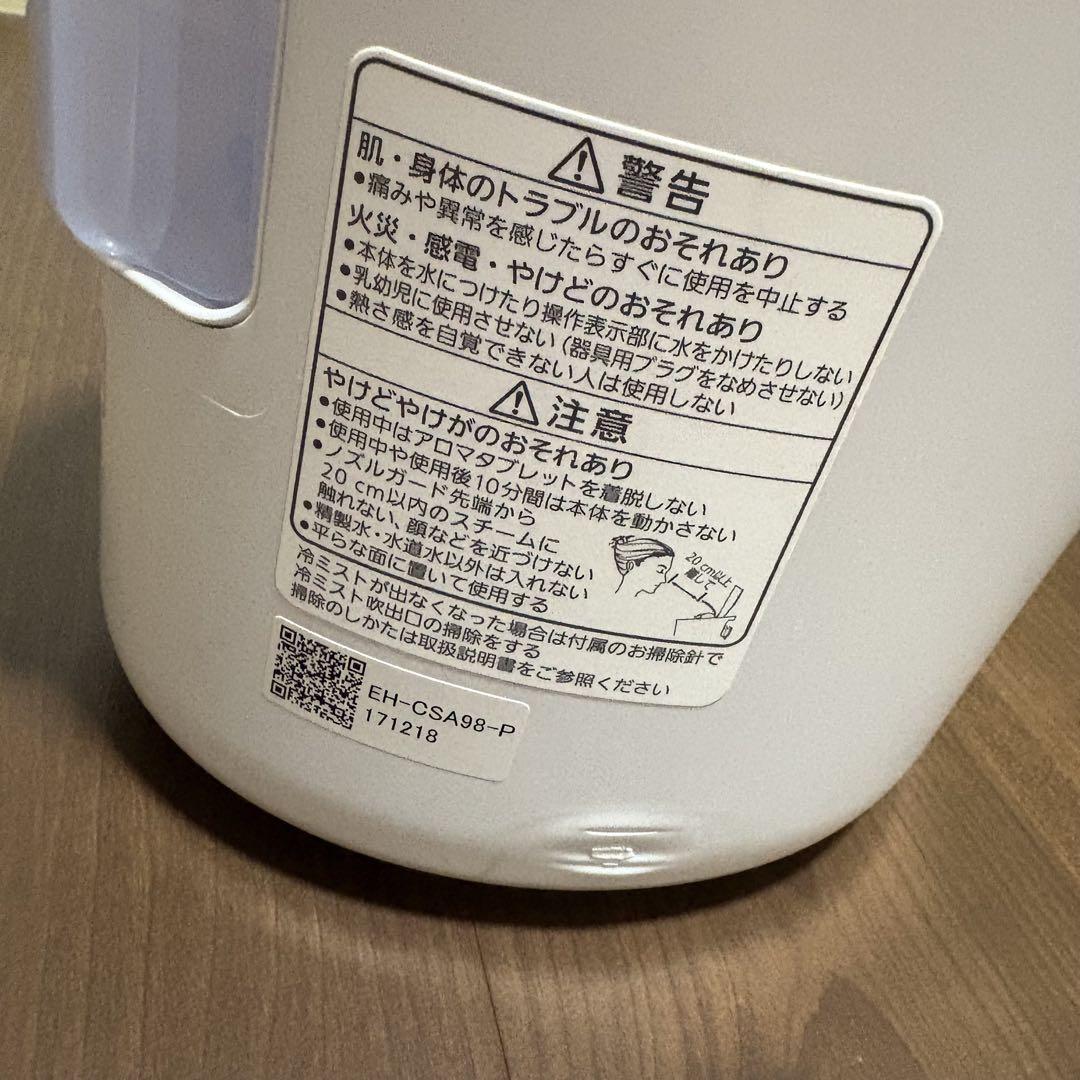 警告
肌・身体のトラブルのおそれあり
•痛みや異常を感じたらすぐに使用を中止する
火災・感電・やけどのおそれあり
•本体を水につけたり操作表示部に水をかけたりしない
•乳幼児に使用させない(器具用プラグをなめさせない)
•熱さ感を自覚できない人は使用しない
注意
やけどやけがのおそれあり
•使用中はアロマタブレットを着脱しない
•使用中や使用後10分間は本体を動かさない
•ノズルガード先端から
20 cm以内のスチームに
触れない、顔などを近づけない
•精製水・水道水以外は入れない
•平らな面に置いて使用する
20 cm以上
離して
冷ミストが出なくなった場合は付属のお掃除針で
冷ミスト吹出口の掃除をする
掃除のしかたは取扱説明書をご参照ください
EH-CSA98-P
171218